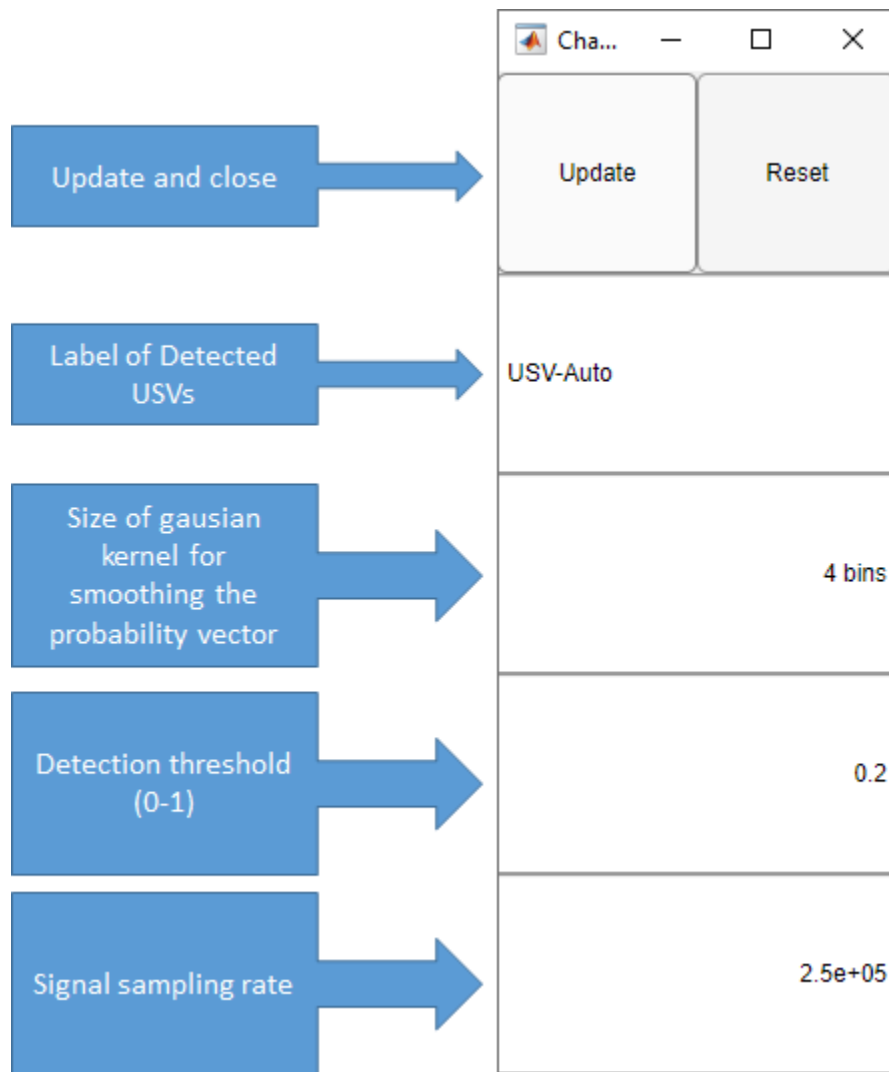 Cha...
Update and close
Update
Reset
Label of Detected
USVs
USV-Auto
Size of gausian
kernel for
smoothing the
probability vector
4 bins
Detection threshold
(0-1)
0.2
Signal sampling rate
2.5e+05